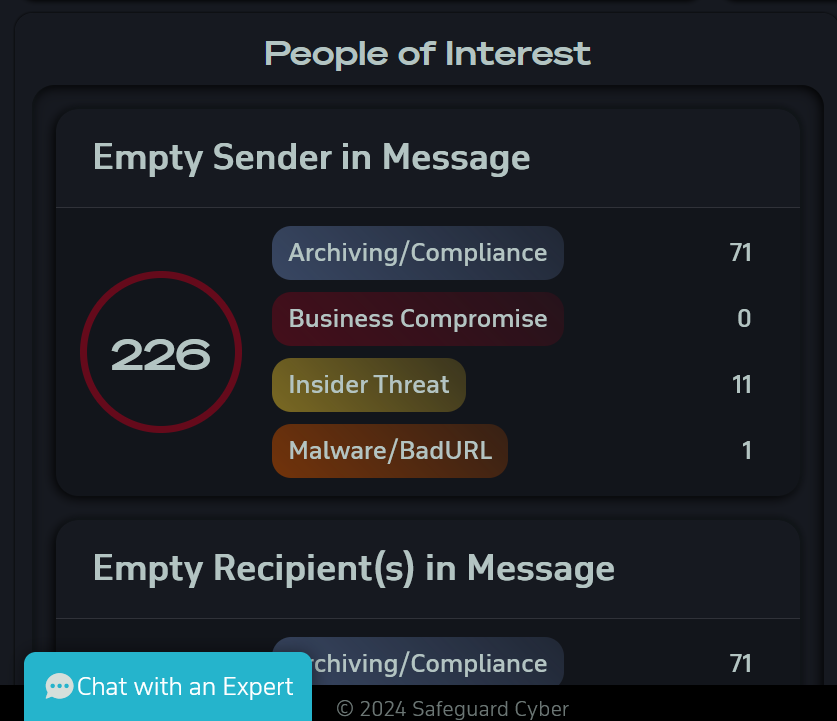 People of Interest
Empty Sender in Message
Archiving/Compliance 71
Business Compromise 0
226
Insider Threat 11
Malware/BadURL 1
Empty Recipient(s) in Message
rchiving/Compliance 71
Chat with an Expert
© 2024 Safeguard Cyber